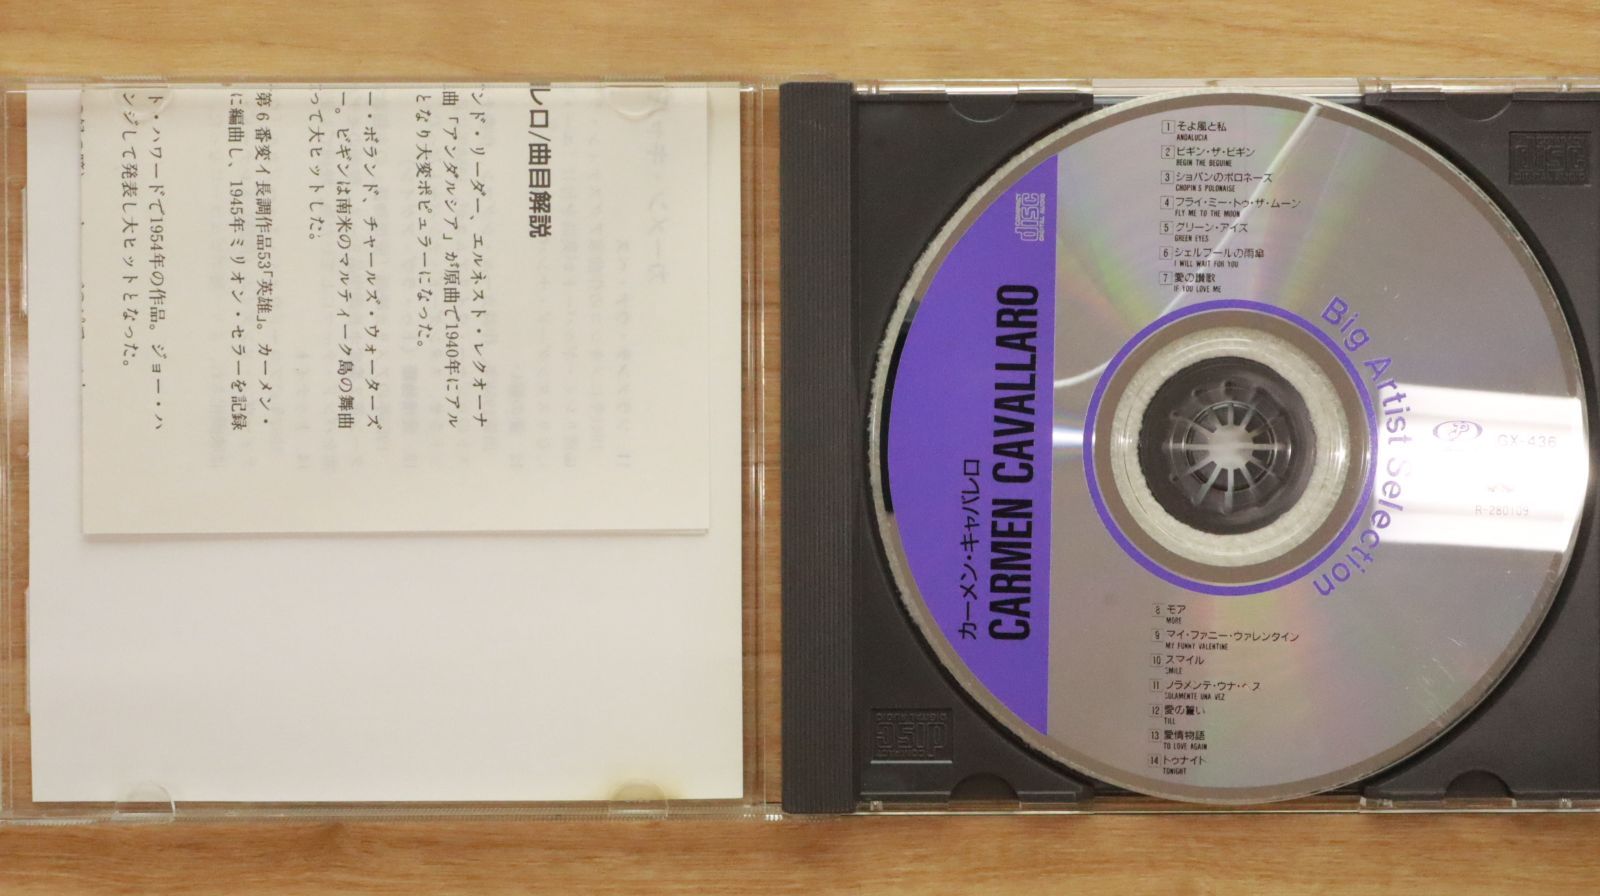 レロ/曲目解説
ンド・リーダー、エルネスト・レクオーナ
曲「アンダルシア」が原曲で1940年にアル
となり大変ポピュラーになった。
ー・ボランド、チャールズ・ウォーターズ
ー。ビギンは南米のマルティーク島の舞曲
って大ヒットした。
第6番変イ長調作品53「英雄」。カーメン・
に編曲し、1945年ミリオン・セラーを記録
ト・ハワードで1954年の作品。ジョー・ハ
ンジして発表し大ヒットとなった。
COMPACT
disc
DIGITAL AUDIO
カーメン・キャバレロ
CARMEN CAVALLARO
1 そよ風と私
ANDALUCIA
2 ビギン・ザ・ビギン
BEGIN THE BEGUINE
3 ショパンのポロネーズ
CHOPIN'S POLONAISE
4 フライ・ミー・トゥ・ザ・ムーン
FLY ME TO THE MOON
5 グリーン・アイズ
GREEN EYES
6 シェルブールの雨傘
I WILL WAIT FOR YOU
7 愛の讃歌
IF YOU LOVE ME
Big Artist Selection
GX-436
R-280109
8 モア
MORE
9 マイ・ファニー・ヴァレンタイン
MY FUNNY VALENTINE
10 スマイル
SMILE
11 ソラメンテ・ウナ・ベス
SOLAMENTE UNA VEZ
12 愛の誓い
TILL
13 愛情物語
TO LOVE AGAIN
14 トゥナイト
TONIGHT
disc
DIGITAL AUDIO
COMPACT
disc
DIGITAL AUDIO